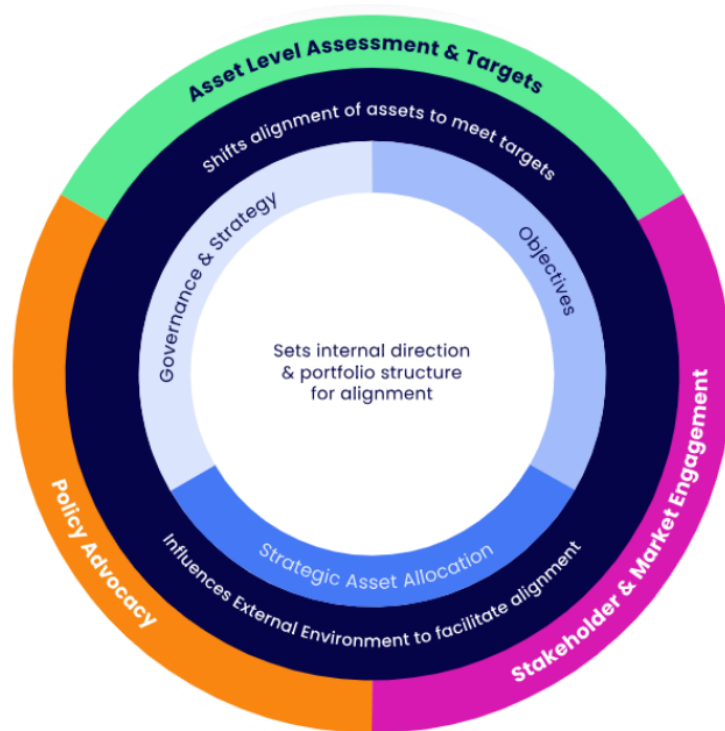 Asset Level Assessment & Targets
Shifts alignment of assets to meet targets
Governance & Strategy
Objectives
Sets internal direction
& portfolio structure
for alignment
Strategic Asset Allocation
Influences External Environment to facilitate alignment
Policy Advocacy
Stakeholder & Market Engagement